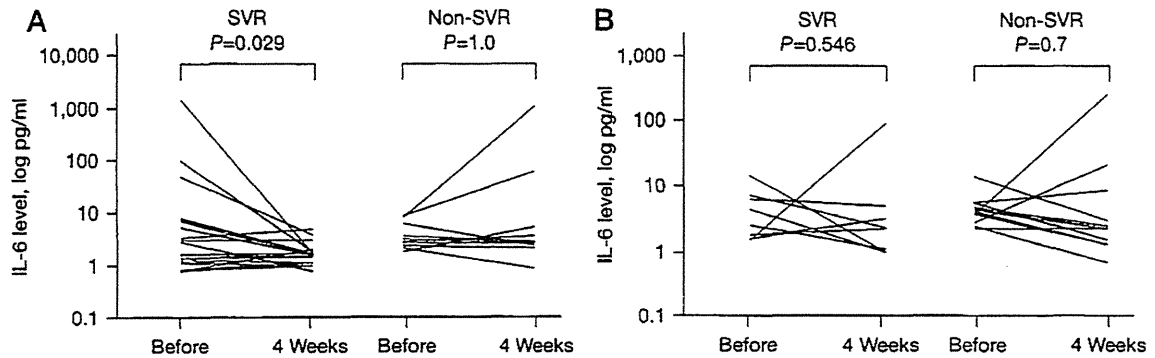 A
SVR
P=0.029
Non-SVR
P=1.0
IL-6 level, log pg/ml
10,000
1,000
100
10
1
0.1
Before
4 Weeks
Before
4 Weeks
B
SVR
P=0.546
Non-SVR
P=0.7
IL-6 level, log pg/ml
1,000
100
10
1
0.1
Before
4 Weeks
Before
4 Weeks